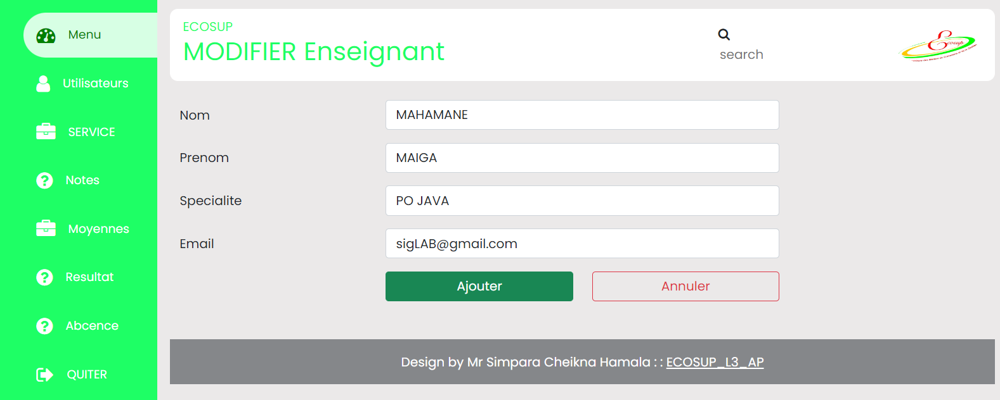 Menu
Utilisateurs
SERVICE
Notes
Moyennes
Resultat
Abcence
QUITER
ECOSUP
MODIFIER Enseignant
search
Ecosup
Nom
MAHAMANE
Prenom
MAIGA
Specialite
PO JAVA
Email
sigLAB@gmail.com
Ajouter
Annuler
Design by Mr Simpara Cheikna Hamala : : ECOSUP_L3_AP